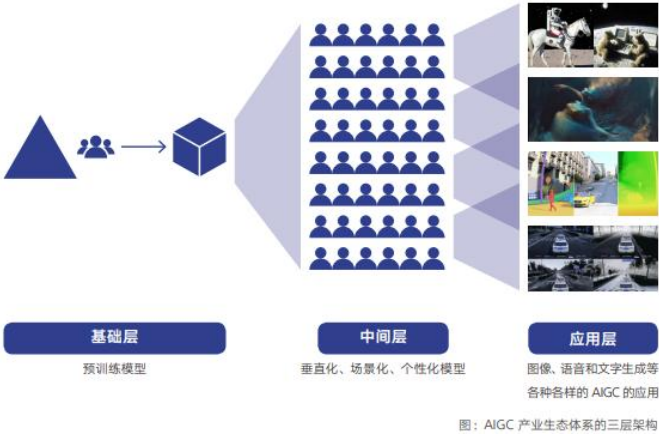 基础层
中间层
应用层
预训练模型
垂直化、场景化、个性化模型
图像、语音和文字生成等
各种各样的 AIGC 的应用
图：AIGC 产业生态体系的三层架构